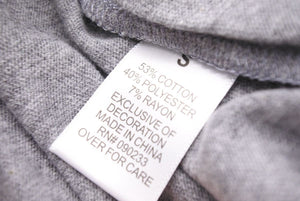 S
53% COTTON
40% POLYESTER
7% RAYON
EXCLUSIVE OF
DECORATION
MADE IN CHINA
RN# 090233
OVER FOR CARE